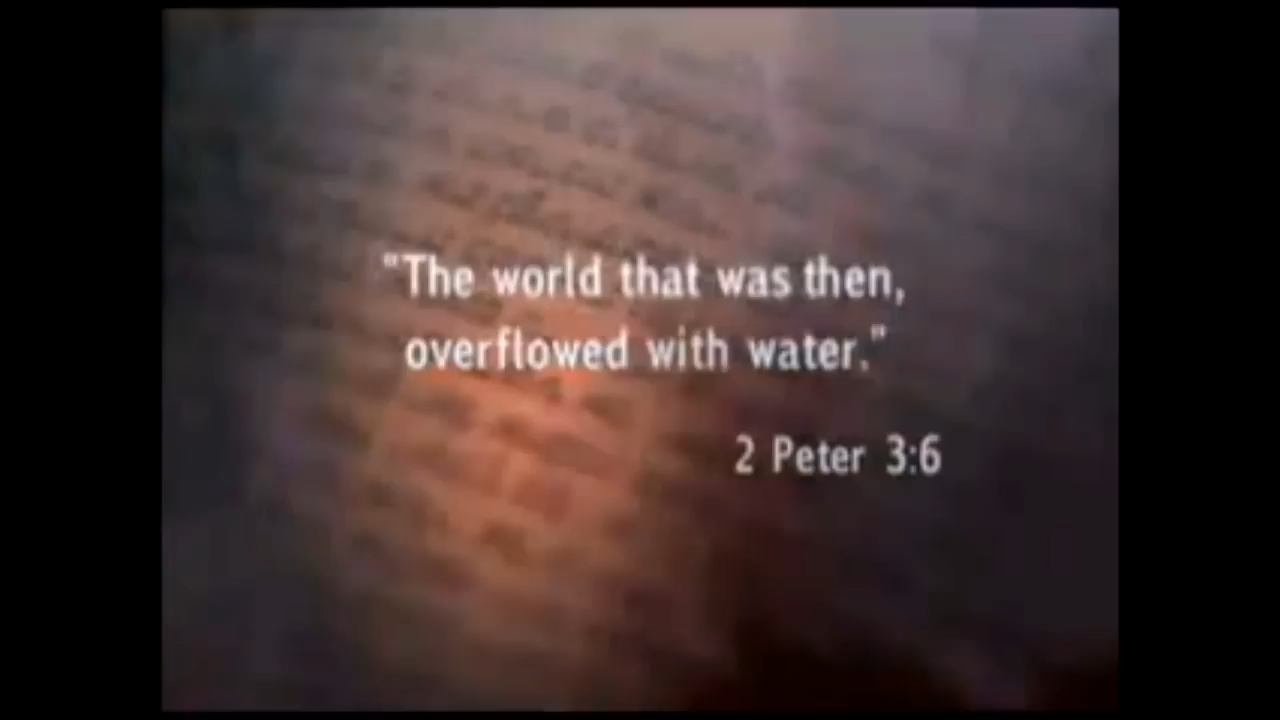 "The world that was then,
overflowed with water."
2 Peter 3:6